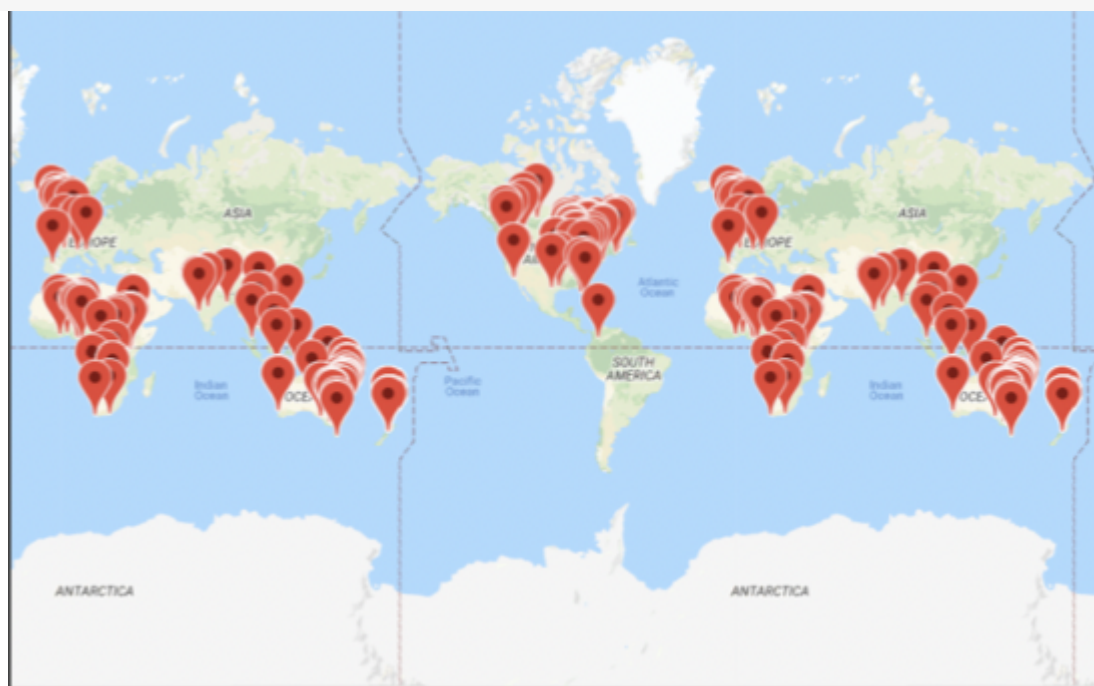 ASIA
ASIA
Atlantic
Ocean
SOUTH
AMERICA
Indian
Ocean
Pacific
Ocean
Indian
Ocean
ANTARCTICA
ANTARCTICA